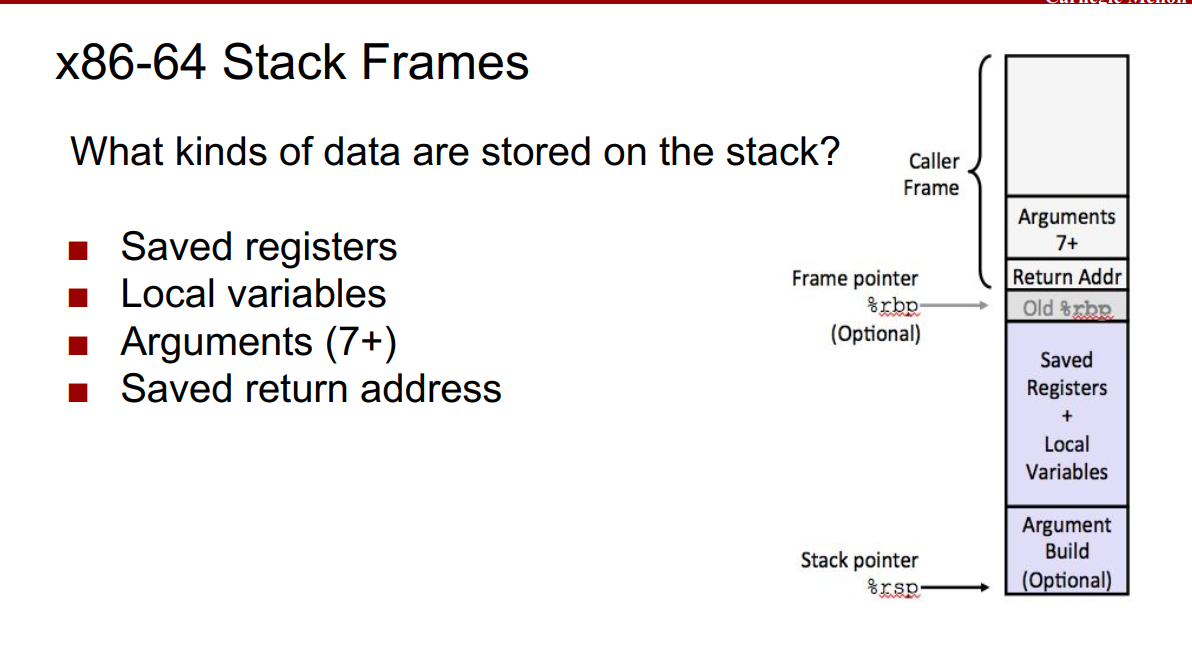 Carnegie Mellon
x86-64 Stack Frames
What kinds of data are stored on the stack?
Saved registers
Local variables
Arguments (7+)
Saved return address
Caller
Frame
Frame pointer
%rbp
(Optional)
Stack pointer
%rsp
Arguments
7+
Return Addr
Old %rbp
Saved
Registers
+
Local
Variables
Argument
Build
(Optional)